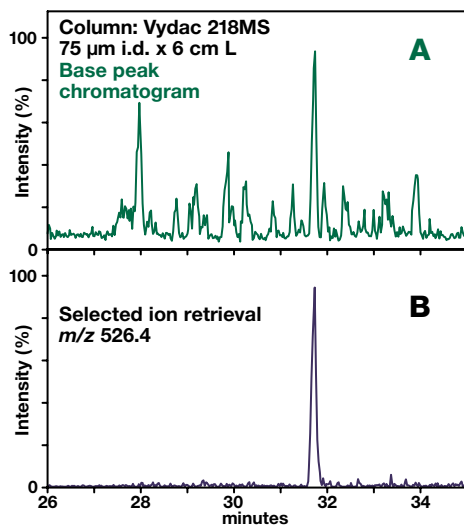 100
Column: Vydac 218MS
75 µm i.d. x 6 cm L
Base peak
chromatogram
A
Intensity (%)
0
100
Selected ion retrieval
m/z 526.4
B
Intensity (%)
0
26 28 30 32 34
minutes